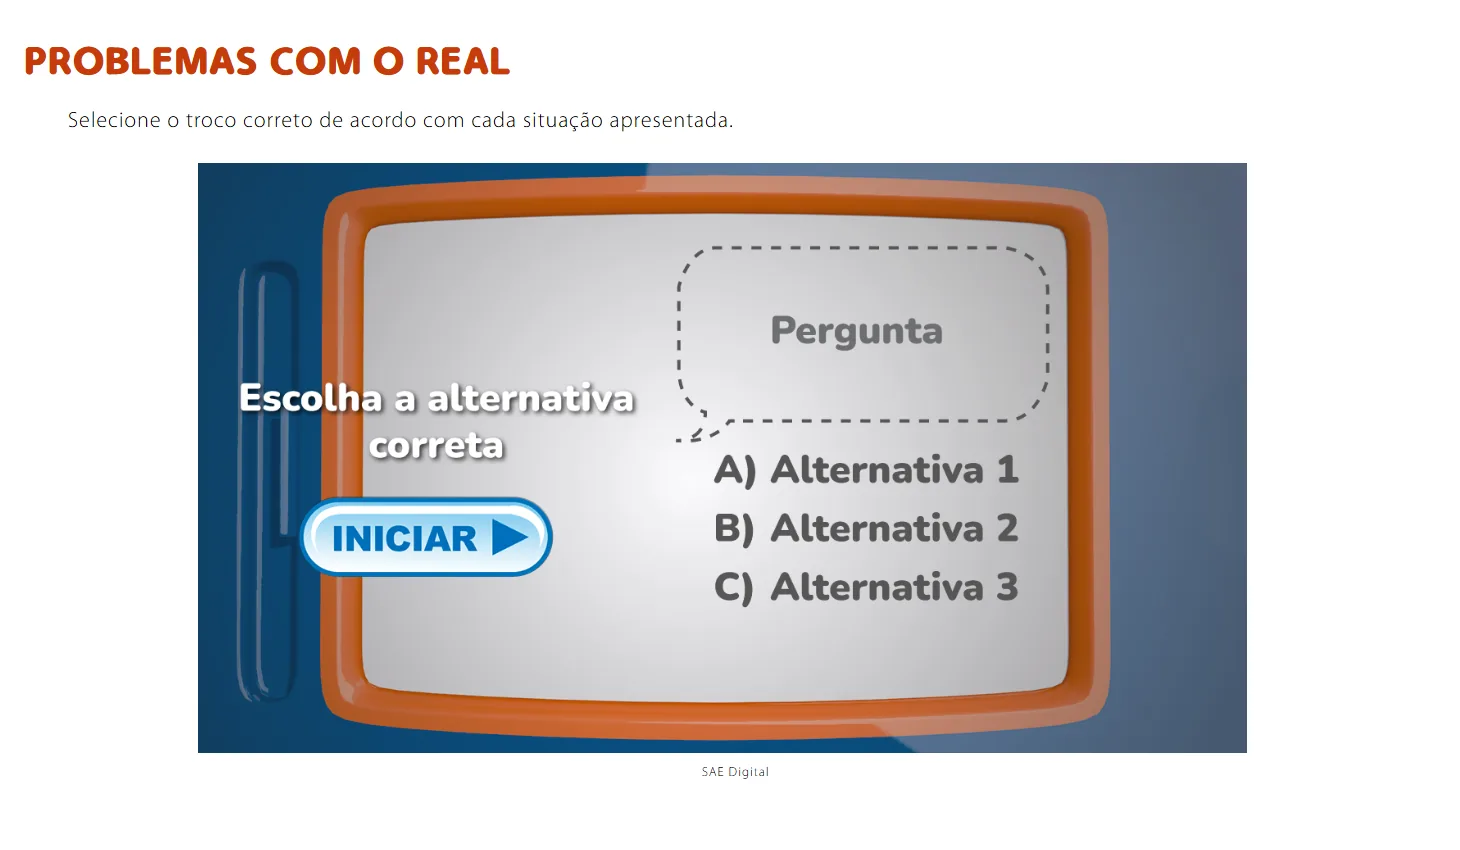 PROBLEMAS COM O REAL
Selecione o troco correto de acordo com cada situação apresentada.
Pergunta
Escolha a alternativa
correta
INICIAR
A) Alternativa 1
B) Alternativa 2
C) Alternativa 3
SAE Digital